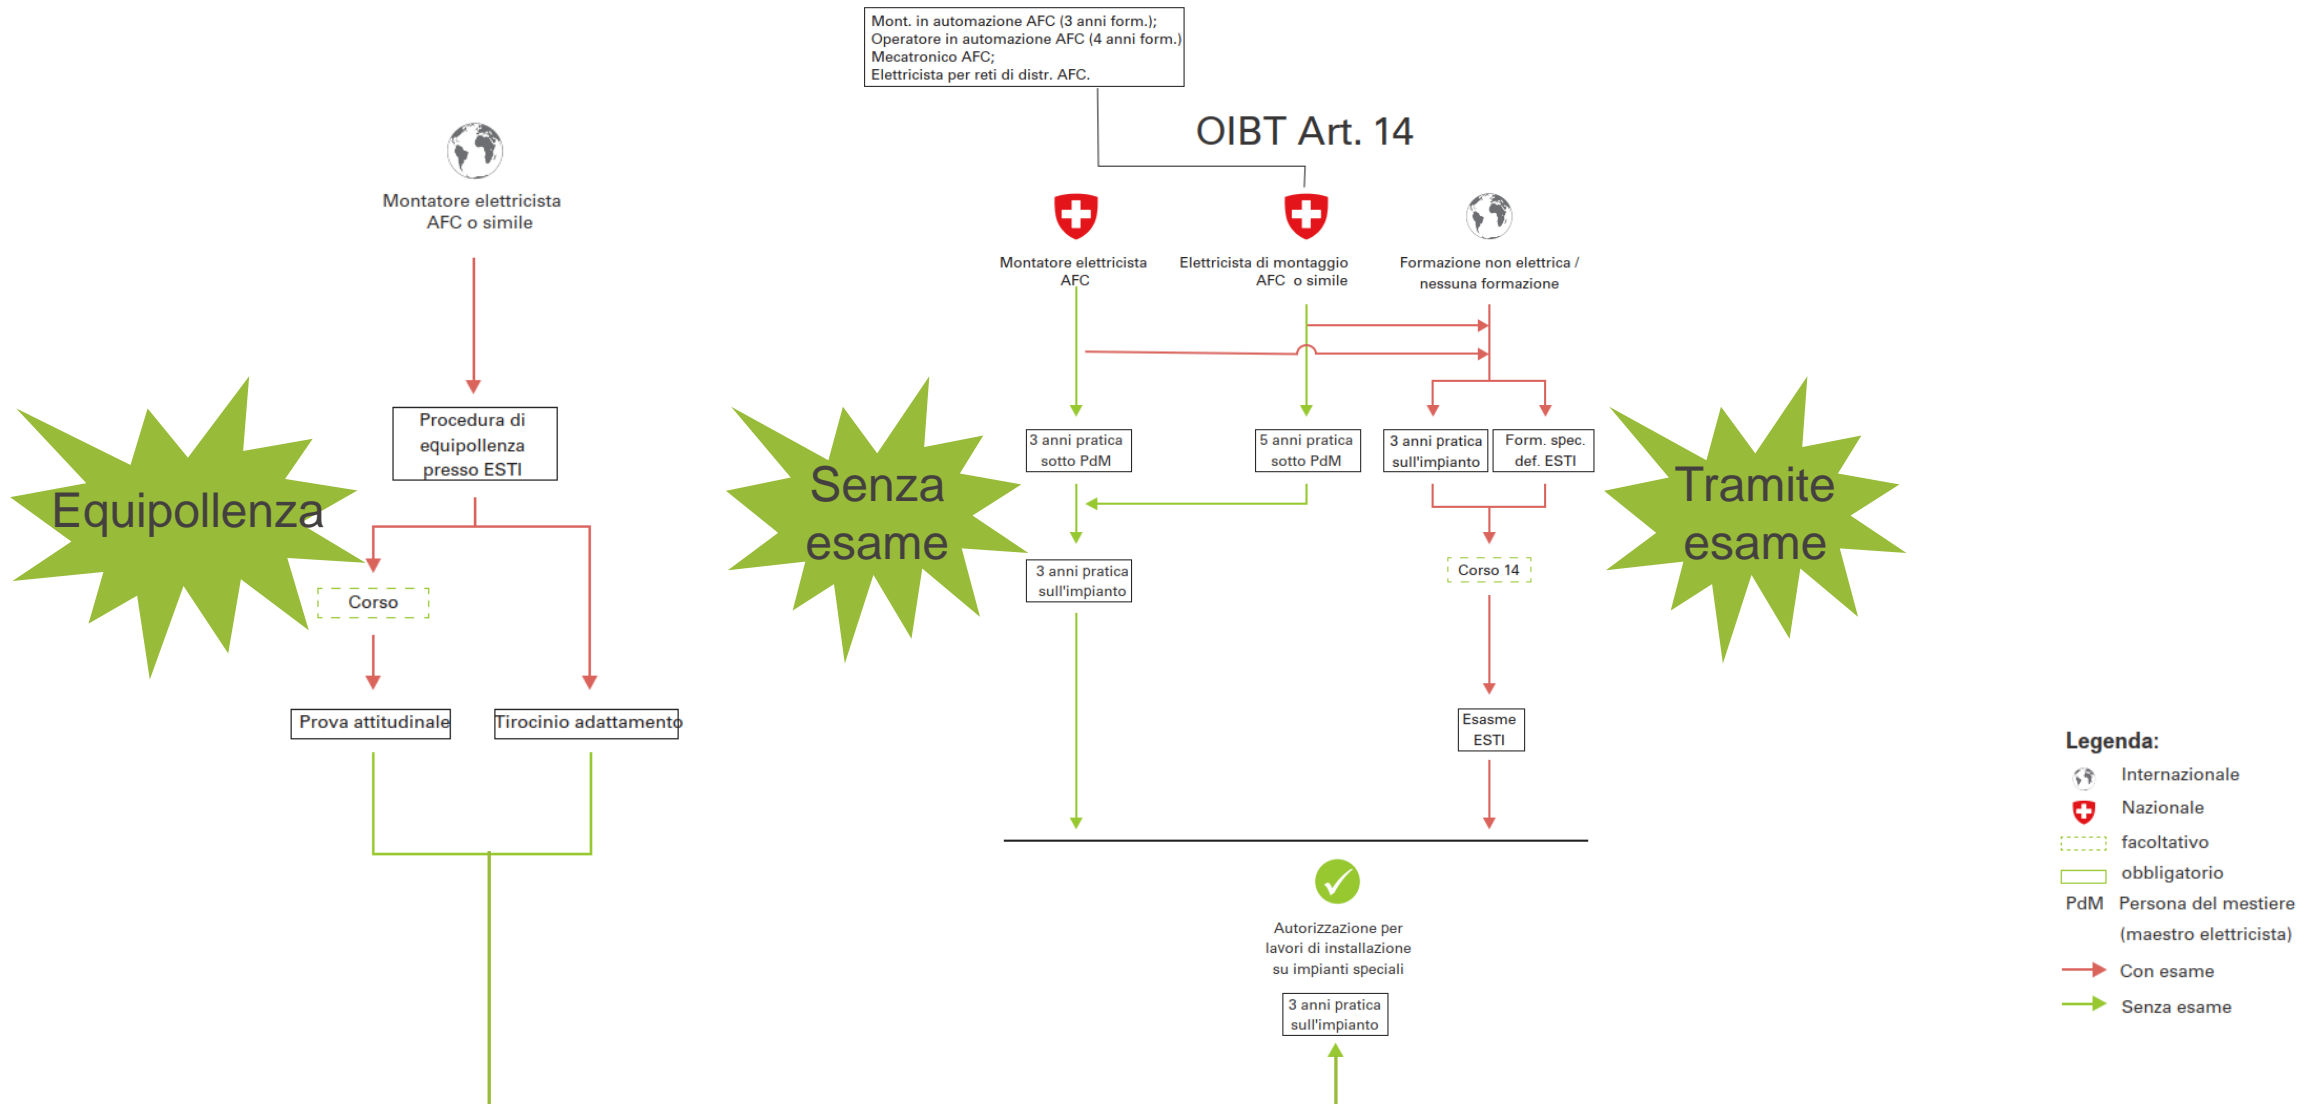 Mont. in automazione AFC (3 anni form.);
Operatore in automazione AFC (4 anni form.)
Mecatronico AFC;
Elettricista per reti di distr. AFC.
OIBT Art. 14
Montatore elettricista
AFC o simile
Procedura di
equipollenza
presso ESTI
Equipollenza
Corso
Prova attitudinale
Tirocinio adattamento
Montatore elettricista
AFC
Elettricista di montaggio
AFC o simile
Formazione non elettrica /
nessuna formazione
Senza
esame
3 anni pratica
sotto PdM
5 anni pratica
sotto PdM
3 anni pratica
sull'impianto
Form. spec.
def. ESTI
Tramite
esame
3 anni pratica
sull'impianto
Corso 14
Esasme
ESTI
Autorizzazione per
lavori di installazione
su impianti speciali
3 anni pratica
sull'impianto
Legenda:
Internazionale
Nazionale
facoltativo
obbligatorio
PdM Persona del mestiere
(maestro elettricista)
Con esame
Senza esame